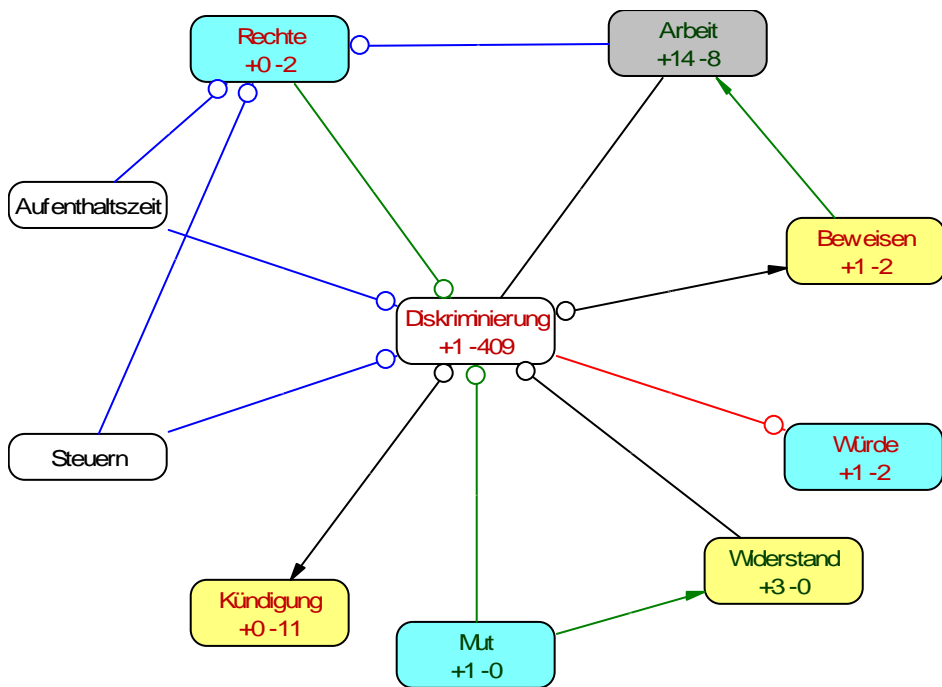 Rechte
+0 -2
Arbeit
+14 -8
Aufenthaltszeit
Beweisen
+1 -2
Diskriminierung
+1 -409
Steuern
Würde
+1 -2
Widerstand
+3 -0
Kündigung
+0 -11
Mut
+1 -0